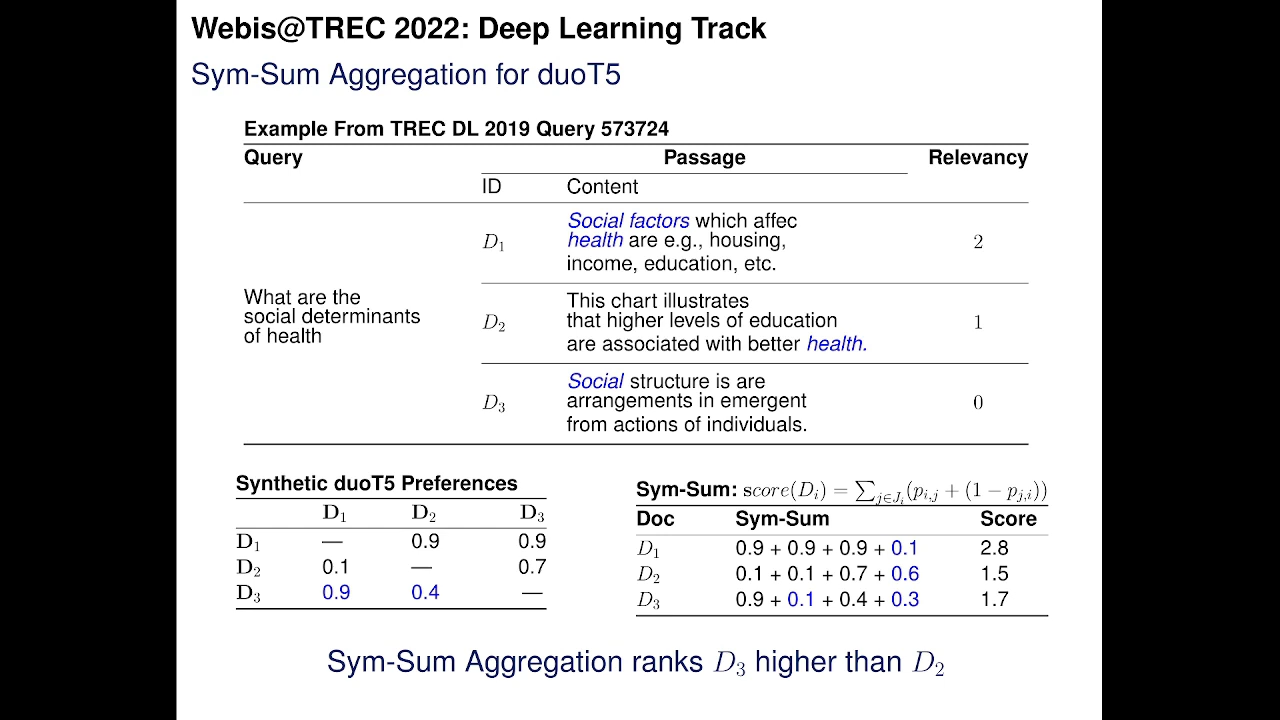 Webis@TREC 2022: Deep Learning Track
Sym-Sum Aggregation for duoT5
Example From TREC DL 2019 Query 573724
Query Passage Relevancy
ID Content
What are the
social determinants
of health
D1
Social factors which affec
health are e.g., housing,
income, education, etc.
2
D2
This chart illustrates
that higher levels of education
are associated with better health.
1
D3
Social structure is are
arrangements in emergent
from actions of individuals.
0
Synthetic duoT5 Preferences
D1 D2 D3
D1 — 0.9 0.9
D2 0.1 — 0.7
D3 0.9 0.4 —
Sym-Sum: score(Di) = ∑j∈Ji(pi,j + (1 − pj,i))
Doc Sym-Sum Score
D1 0.9 + 0.9 + 0.9 + 0.1 2.8
D2 0.1 + 0.1 + 0.7 + 0.6 1.5
D3 0.9 + 0.1 + 0.4 + 0.3 1.7
Sym-Sum Aggregation ranks D3 higher than D2